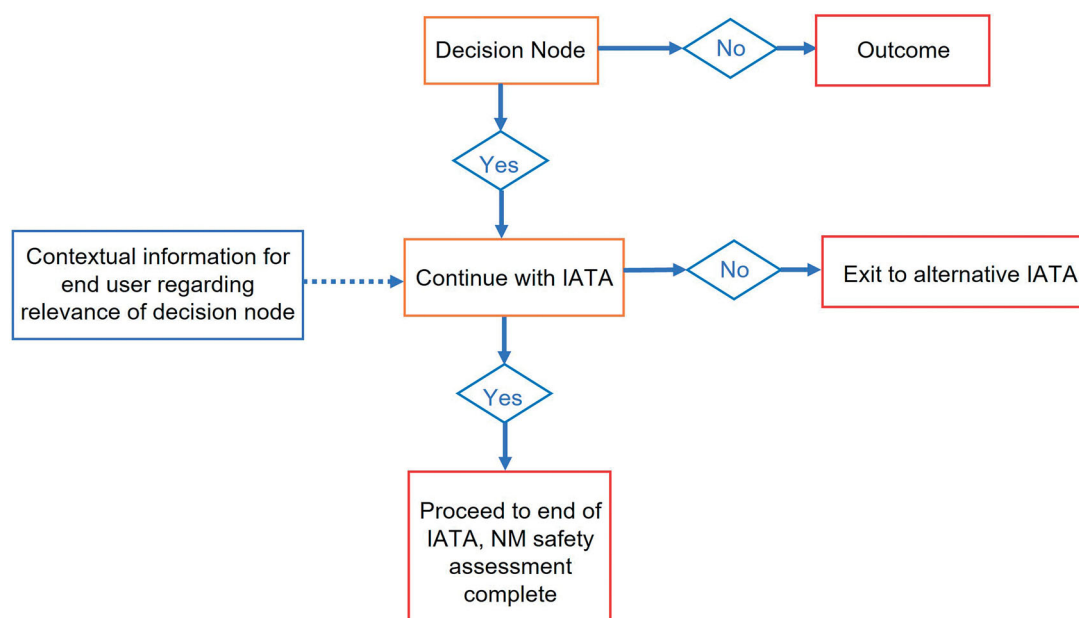 Decision Node
No
Outcome
Yes
Contextual information for
end user regarding
relevance of decision node
Continue with IATA
No
Exit to alternative IATA
Yes
Proceed to end of
IATA, NM safety
assessment
complete